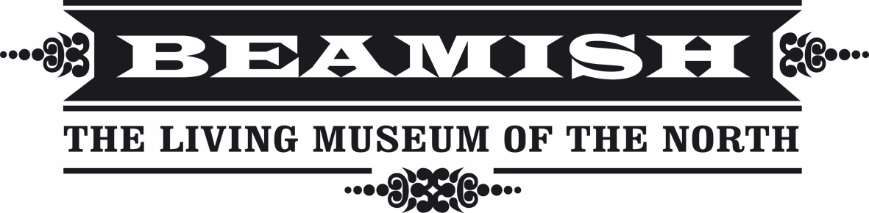 BEAMISH
THE LIVING MUSEUM OF THE NORTH